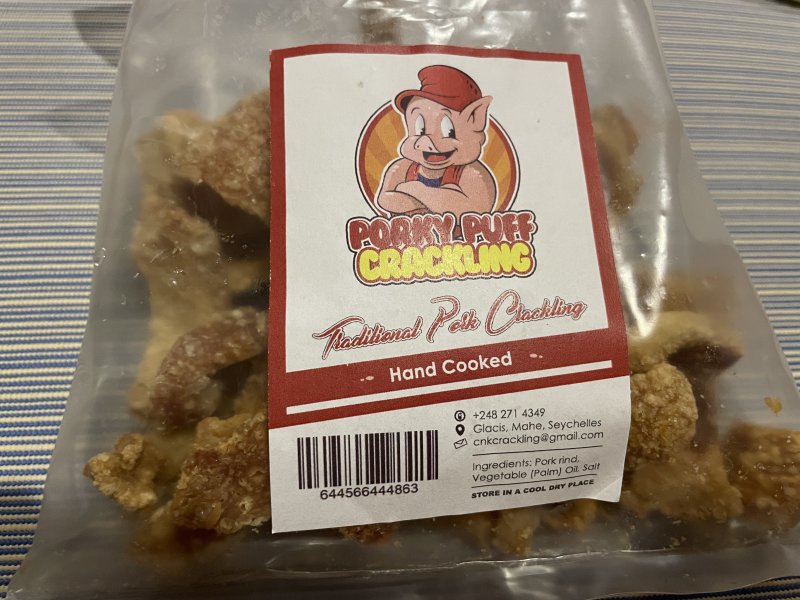 PORKY PUFF
CRACKLING
Traditional Pork Crackling
Hand Cooked
644566444863
+248 271 4349
Glacis, Mahe, Seychelles
cnkcrackling@gmail.com
Ingredients: Pork rind,
Vegetable (Palm) Oil, Salt
STORE IN A COOL DRY PLACE